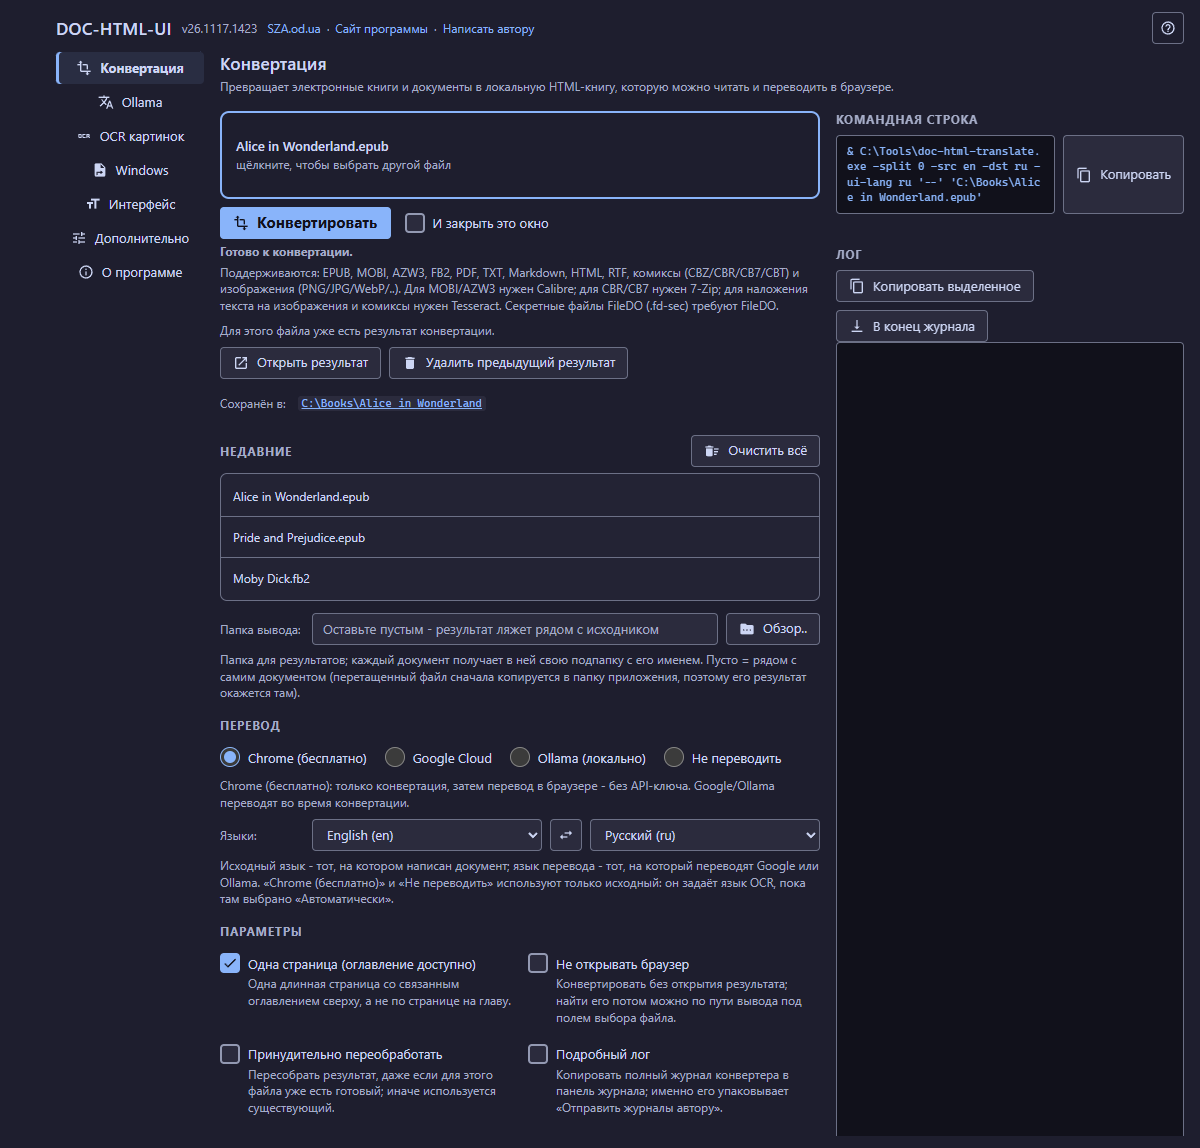 DOC-HTML-UI v26.1117.1423 SZA.od.ua · Сайт программы · Написать автору
Конвертация
Ollama
OCR картинок
Windows
Интерфейс
Дополнительно
О программе
Конвертация
Превращает электронные книги и документы в локальную HTML-книгу, которую можно читать и переводить в браузере.
Alice in Wonderland.epub
щёлкните, чтобы выбрать другой файл
Конвертировать
И закрыть это окно
Готово к конвертации.
Поддерживаются: EPUB, MOBI, AZW3, FB2, PDF, TXT, Markdown, HTML, RTF, комиксы (CBZ/CBR/CB7/CBT) и
изображения (PNG/JPG/WebP/..). Для MOBI/AZW3 нужен Calibre; для CBR/CB7 нужен 7-Zip; для наложения
текста на изображения и комиксы нужен Tesseract. Секретные файлы FileDO (.fd-sec) требуют FileDO.
Для этого файла уже есть результат конвертации.
Открыть результат
Удалить предыдущий результат
Сохранён в: C:\Books\Alice in Wonderland
НЕДАВНИЕ
Очистить всё
Alice in Wonderland.epub
Pride and Prejudice.epub
Moby Dick.fb2
Папка вывода:
Оставьте пустым - результат ляжет рядом с исходником
Обзор..
Папка для результатов; каждый документ получает в ней свою подпапку с его именем. Пусто = рядом с
самим документом (перетащенный файл сначала копируется в папку приложения, поэтому его результат
окажется там).
ПЕРЕВОД
Chrome (бесплатно)
Google Cloud
Ollama (локально)
Не переводить
Chrome (бесплатно): только конвертация, затем перевод в браузере - без API-ключа. Google/Ollama
переводят во время конвертации.
Языки:
English (en)
Русский (ru)
Исходный язык - тот, на котором написан документ; язык перевода - тот, на который переводят Google или
Ollama. «Chrome (бесплатно)» и «Не переводить» используют только исходный: он задаёт язык OCR, пока
там выбрано «Автоматически».
ПАРАМЕТРЫ
Одна страница (оглавление доступно)
Одна длинная страница со связанным
оглавлением сверху, а не по странице на главу.
Не открывать браузер
Конвертировать без открытия результата;
найти его потом можно по пути вывода под
полем выбора файла.
Принудительно переобработать
Пересобрать результат, даже если для этого
файла уже есть готовый; иначе используется
существующий.
Подробный лог
Копировать полный журнал конвертера в
панель журнала; именно его упаковывает
«Отправить журналы автору».
КОМАНДНАЯ СТРОКА
& C:\Tools\doc-html-translate.
exe -split 0 -src en -dst ru -
ui-lang ru '--' 'C:\Books\Alic
e in Wonderland.epub'
Копировать
ЛОГ
Копировать выделенное
В конец журнала